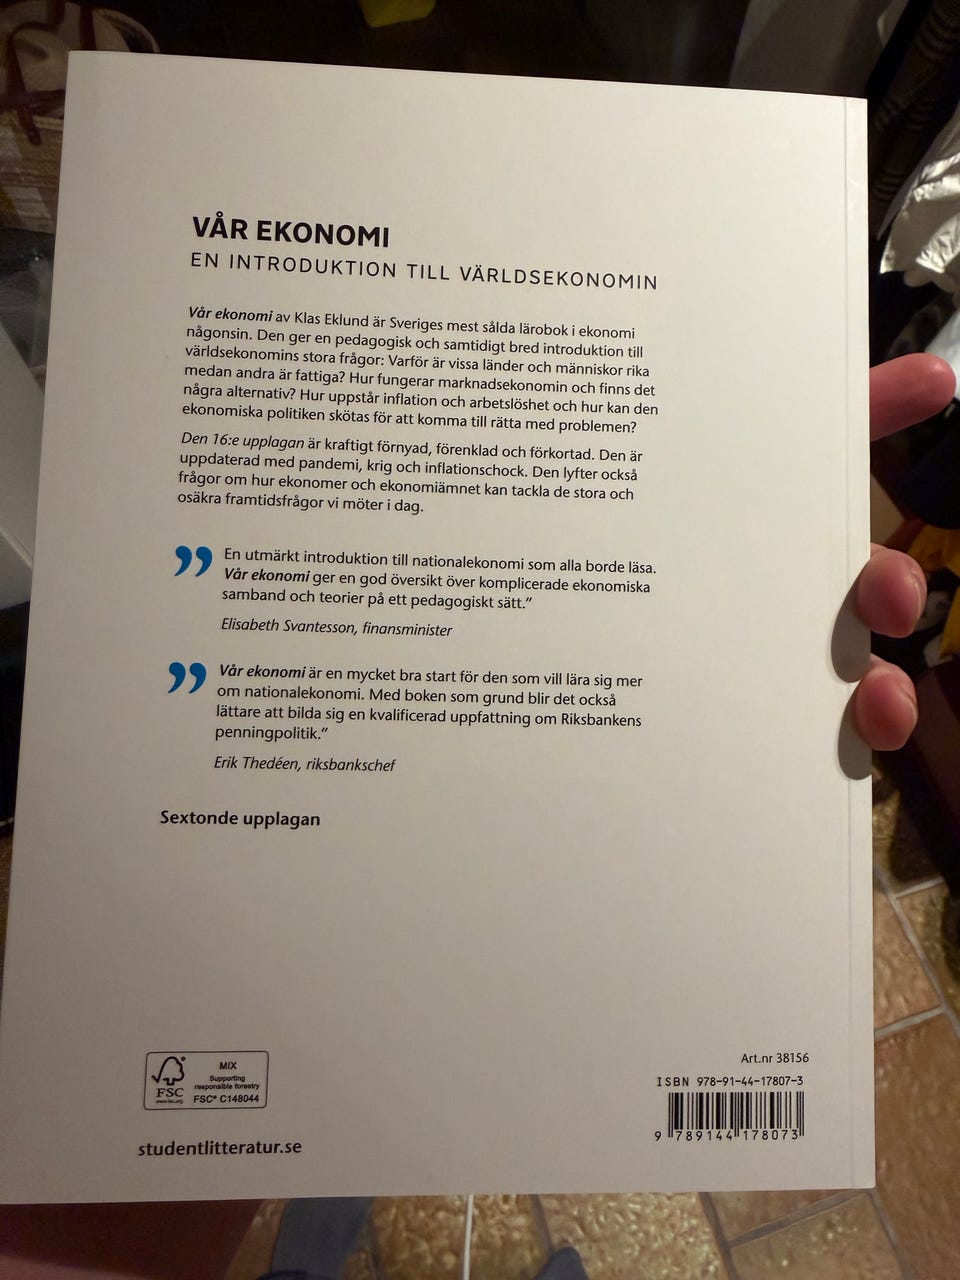 VÅR EKONOMI
EN INTRODUKTION TILL VÄRLDSEKONOMIN
Vår ekonomi av Klas Eklund är Sveriges mest sålda lärobok i ekonomi
någonsin. Den ger en pedagogisk och samtidigt bred introduktion till
världsekonomins stora frågor: Varför är vissa länder och människor rika
medan andra är fattiga? Hur fungerar marknadsekonomin och finns det
några alternativ? Hur uppstår inflation och arbetslöshet och hur kan den
ekonomiska politiken skötas för att komma till rätta med problemen?
Den 16:e upplagan är kraftigt förnyad, förenklad och förkortad. Den är
uppdaterad med pandemi, krig och inflationschock. Den lyfter också
frågor om hur ekonomer och ekonomiämnet kan tackla de stora och
osäkra framtidsfrågor vi möter i dag.
” En utmärkt introduktion till nationalekonomi som alla borde läsa.
Vår ekonomi ger en god översikt över komplicerade ekonomiska
samband och teorier på ett pedagogiskt sätt.”
Elisabeth Svantesson, finansminister
” Vår ekonomi är en mycket bra start för den som vill lära sig mer
om nationalekonomi. Med boken som grund blir det också
lättare att bilda sig en kvalificerad uppfattning om Riksbankens
penningpolitik.”
Erik Thedéen, riksbankschef
Sextonde upplagan
FSC
www.fsc.org
MIX
Supporting
responsible forestry
FSC® C148044
studentlitteratur.se
Art.nr 38156
ISBN 978-91-44-17807-3
9 789144 178073